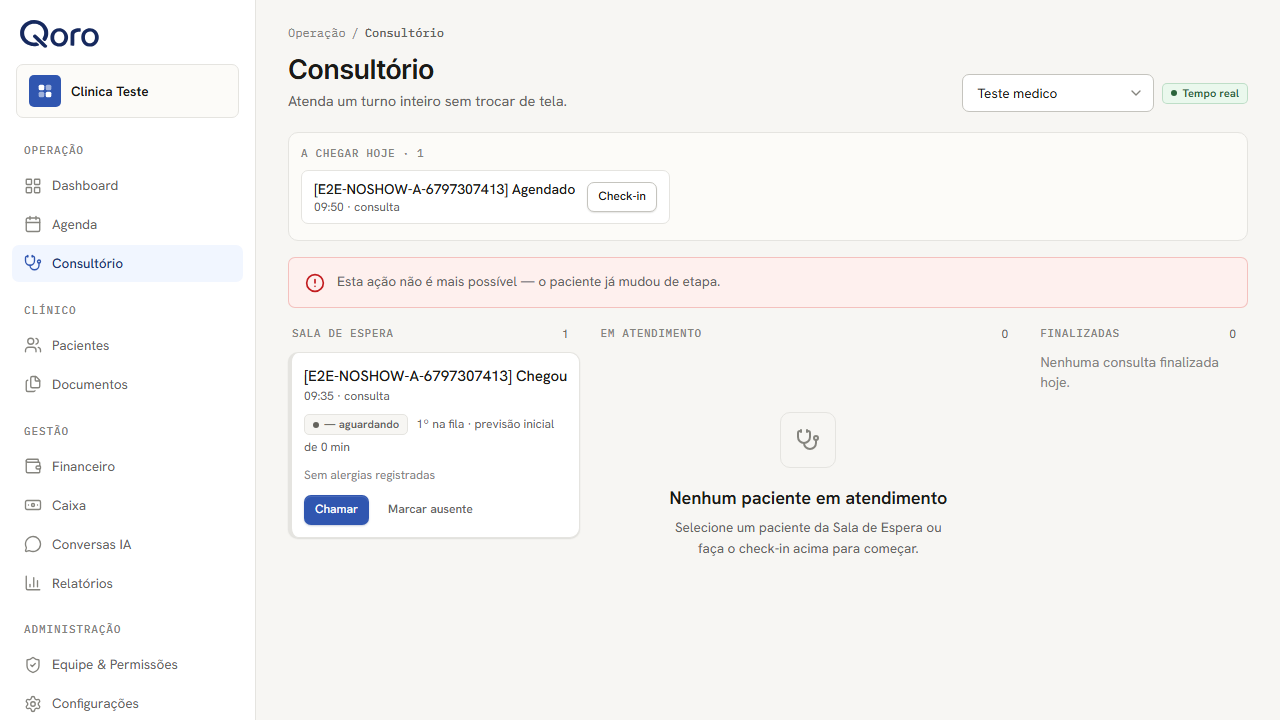 Qoro
Clinica Teste
OPERAÇÃO
Dashboard
Agenda
Consultório
CLÍNICO
Pacientes
Documentos
GESTÃO
Financeiro
Caixa
Conversas IA
Relatórios
ADMINISTRAÇÃO
Equipe & Permissões
Configurações
Operação / Consultório
Consultório
Atenda um turno inteiro sem trocar de tela.
Teste medico
Tempo real
A CHEGAR HOJE · 1
[E2E-NOSHOW-A-6797307413] Agendado
09:50 · consulta
Check-in
Esta ação não é mais possível — o paciente já mudou de etapa.
SALA DE ESPERA 1
[E2E-NOSHOW-A-6797307413] Chegou
09:35 · consulta
— aguardando 1º na fila · previsão inicial
de 0 min
Sem alergias registradas
Chamar Marcar ausente
EM ATENDIMENTO 0
Nenhum paciente em atendimento
Selecione um paciente da Sala de Espera ou
faça o check-in acima para começar.
FINALIZADAS 0
Nenhuma consulta finalizada
hoje.